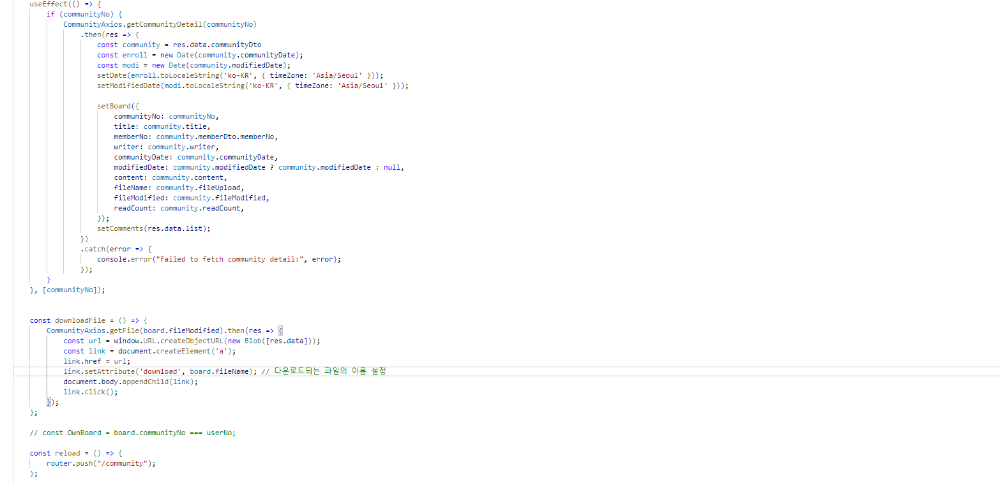 useEffect(() => {
if (communityNo) {
CommunityAxios.getCommunityDetail(communityNo)
.then(res => {
const community = res.data.communityDto
const enroll = new Date(community.communityDate);
const modi = new Date(community.modifiedDate);
setDate(enroll.toLocaleString('ko-KR', { timeZone: 'Asia/Seoul' }));
setModifiedDate(modi.toLocaleString('ko-KR', { timeZone: 'Asia/Seoul' }));
setBoard({
communityNo: communityNo,
title: community.title,
memberNo: community.memberDto.memberNo,
writer: community.writer,
communityDate: community.communityDate,
modifiedDate: community.modifiedDate ? community.modifiedDate : null,
content: community.content,
fileName: community.fileUpload,
fileModified: community.fileModified,
readCount: community.readCount,
});
setComments(res.data.list);
})
.catch(error => {
console.error("Failed to fetch community detail:", error);
});
}
}, [communityNo]);
const downloadFile = () => {
CommunityAxios.getFile(board.fileModified).then(res => {
const url = window.URL.createObjectURL(new Blob([res.data]));
const link = document.createElement('a');
link.href = url;
link.setAttribute('download', board.fileName); // 다운로드되는 파일의 이름 설정
document.body.appendChild(link);
link.click();
});
};
// const OwnBoard = board.communityNo === userNo;
const reload = () => {
router.push("/community");
};